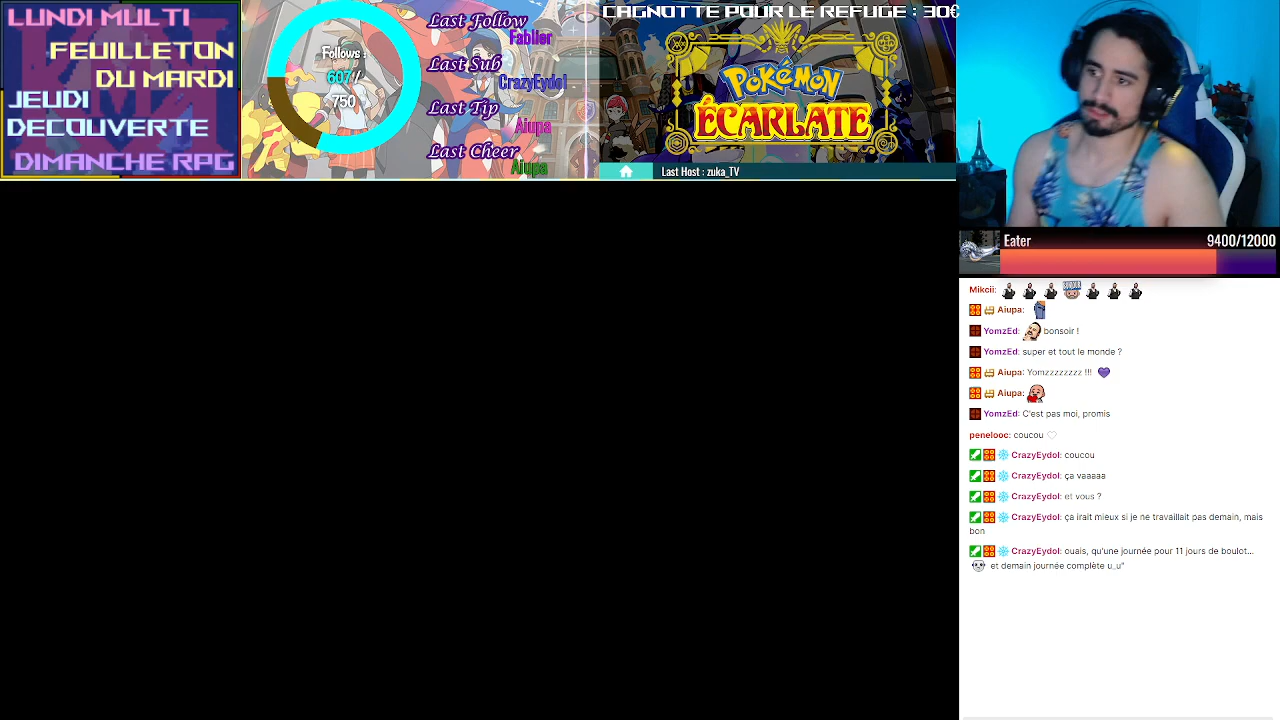 LUNDI MULTI
FEUILLETON
DU MARDI
JEUDI
DECOUVERTE
DIMANCHE RPG
Follows :
607/
750
Last Follow
Fablier
Last Sub
CrazyEydol
Last Tip
Aiupa
Last Cheer
Aiupa
CAGNOTTE POUR LE REFUGE : 30€
POKÉMON
ÉCARLATE
Last Host : zuka_TV
Eater 9400/12000
Mikcii:
Aiupa:
YomzEd: bonsoir !
YomzEd: super et tout le monde ?
Aiupa: Yomzzzzzzz !!!
Aiupa:
YomzEd: C'est pas moi, promis
penelooc: coucou
CrazyEydol: coucou
CrazyEydol: ça vaaaaa
CrazyEydol: et vous ?
CrazyEydol: ça irait mieux si je ne travaillait pas demain, mais
bon
CrazyEydol: ouais, qu'une journée pour 11 jours de boulot...
et demain journée complète u_u"